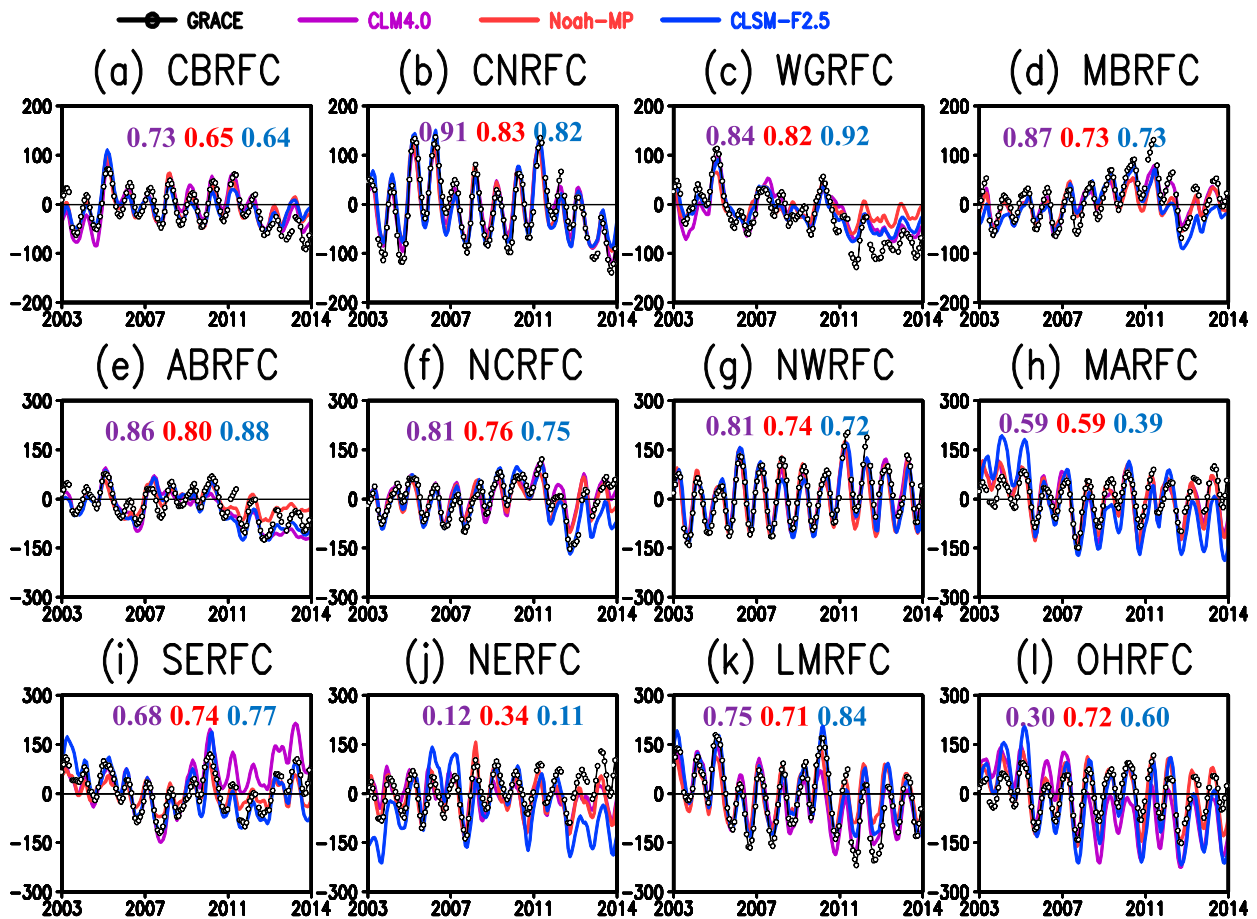 GRACE CLM4.0 Noah-MP CLSM-F2.5
(a) CBRFC (b) CNRFC (c) WGRFC (d) MBRFC
200 200 200 200
0.73 0.65 0.64 0.91 0.83 0.82 0.84 0.82 0.92 0.87 0.73 0.73
100 100 100 100
0 0 0 0
-100 -100 -100 -100
-200 -200 -200 -200
2003 2007 2011 2014 2003 2007 2011 2014 2003 2007 2011 2014 2003 2007 2011 2014
(e) ABRFC (f) NCRFC (g) NWRFC (h) MARFC
300 300 300 300
0.86 0.80 0.88 0.81 0.76 0.75 0.81 0.74 0.72 0.59 0.59 0.39
150 150 150 150
0 0 0 0
-150 -150 -150 -150
-300 -300 -300 -300
2003 2007 2011 2014 2003 2007 2011 2014 2003 2007 2011 2014 2003 2007 2011 2014
(i) SERFC (j) NERFC (k) LMRFC (l) OHRFC
300 300 300 300
0.68 0.74 0.77 0.12 0.34 0.11 0.75 0.71 0.84 0.30 0.72 0.60
150 150 150 150
0 0 0 0
-150 -150 -150 -150
-300 -300 -300 -300
2003 2007 2011 2014 2003 2007 2011 2014 2003 2007 2011 2014 2003 2007 2011 2014